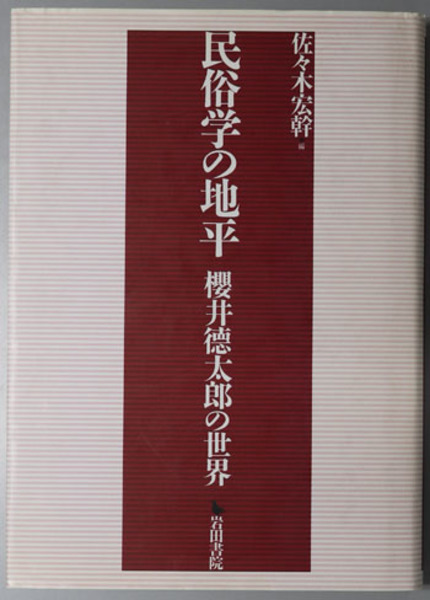 佐々木宏幹 編
民俗学の地平
櫻井徳太郎の世界
岩田書院